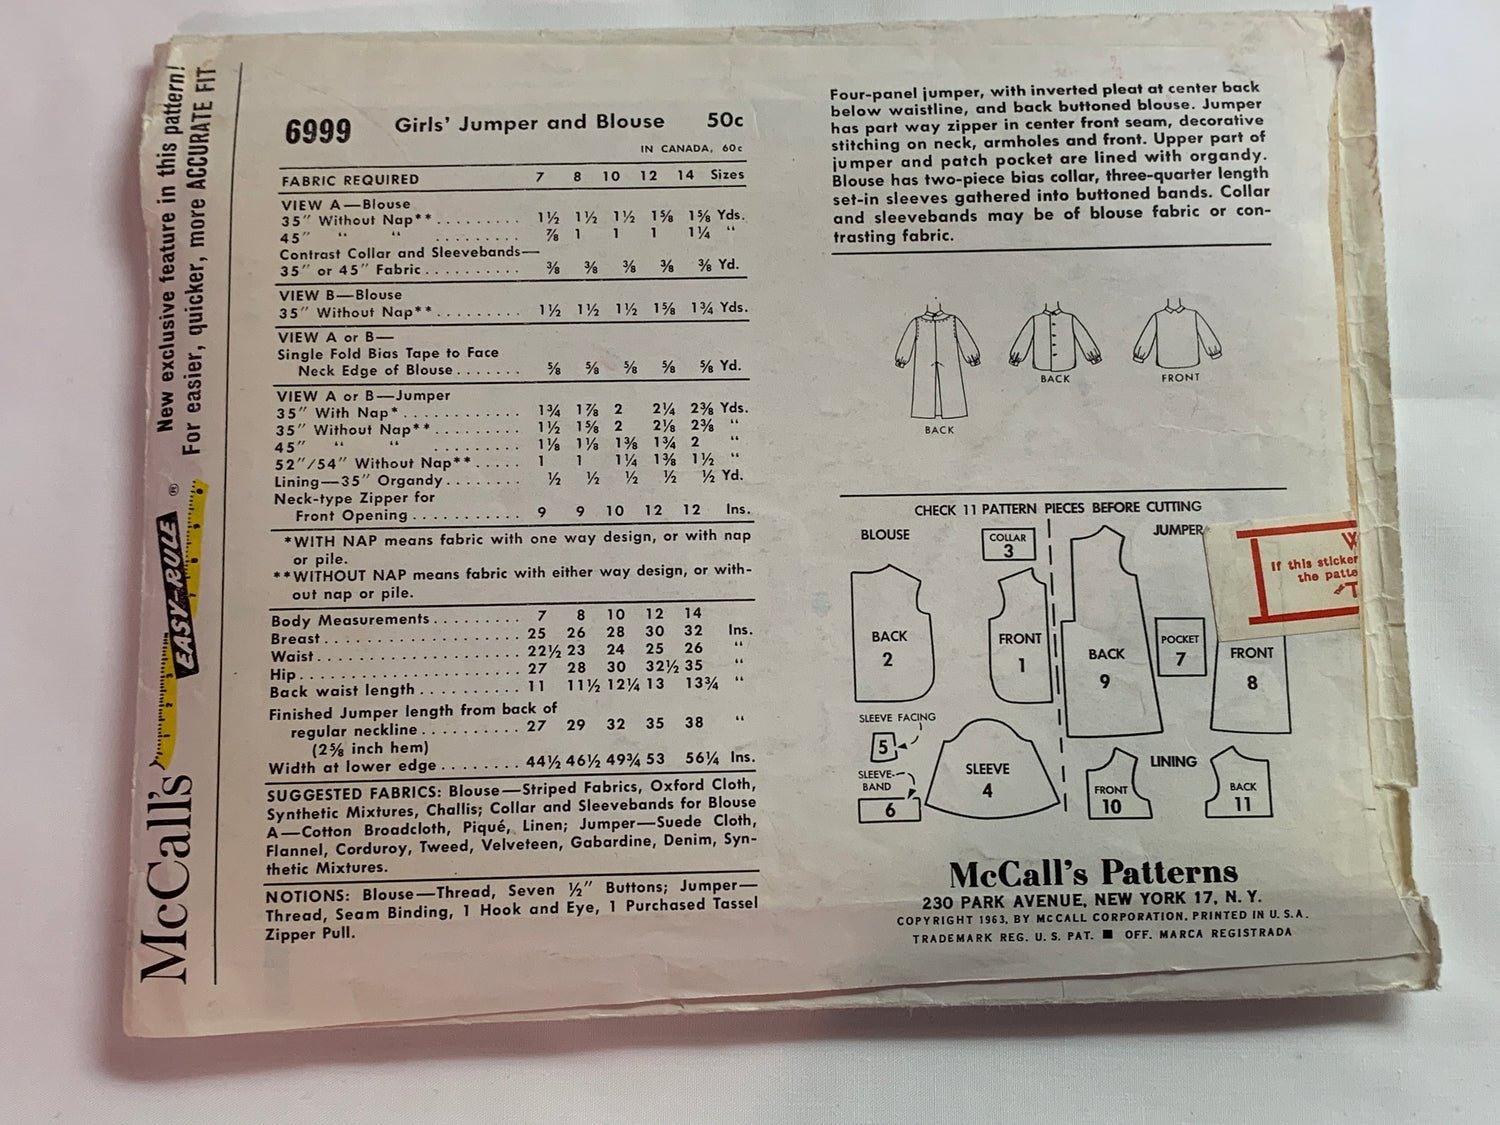 New exclusive feature in this pattern!
For easier, quicker, more ACCURATE FIT
McCall's EASY-RULE ®
6999 Girls' Jumper and Blouse 50c
IN CANADA, 60c
FABRIC REQUIRED 7 8 10 12 14 Sizes
VIEW A—Blouse
35" Without Nap** 1½ 1½ 1½ 1⅝ 1⅝ Yds.
45" " " ⅞ 1 1 1 1¼ "
Contrast Collar and Sleevebands—
35" or 45" Fabric ⅜ ⅜ ⅜ ⅜ ⅜ Yd.
VIEW B—Blouse
35" Without Nap** 1½ 1½ 1½ 1⅝ 1¾ Yds.
VIEW A or B—
Single Fold Bias Tape to Face
Neck Edge of Blouse ⅝ ⅝ ⅝ ⅝ ⅝ Yd.
VIEW A or B—Jumper
35" With Nap* 1¾ 1⅞ 2 2¼ 2⅜ Yds.
35" Without Nap** 1½ 1⅝ 2 2⅛ 2⅜ "
45" " " 1⅛ 1⅛ 1⅜ 1¾ 2 "
52"/54" Without Nap** 1 1 1¼ 1⅜ 1½ "
Lining—35" Organdy ½ ½ ½ ½ ½ Yd.
Neck-type Zipper for
Front Opening 9 9 10 12 12 Ins.
*WITH NAP means fabric with one way design, or with nap
or pile.
**WITHOUT NAP means fabric with either way design, or with-
out nap or pile.
Body Measurements 7 8 10 12 14
Breast 25 26 28 30 32 Ins.
Waist 22½ 23 24 25 26 "
Hip 27 28 30 32½ 35 "
Back waist length 11 11½ 12¼ 13 13¾ "
Finished Jumper length from back of
regular neckline 27 29 32 35 38 "
(2⅝ inch hem)
Width at lower edge 44½ 46½ 49¾ 53 56¼ Ins.
SUGGESTED FABRICS: Blouse—Striped Fabrics, Oxford Cloth,
Synthetic Mixtures, Challis; Collar and Sleevebands for Blouse
A—Cotton Broadcloth, Piqué, Linen; Jumper—Suede Cloth,
Flannel, Corduroy, Tweed, Velveteen, Gabardine, Denim, Syn-
thetic Mixtures.
NOTIONS: Blouse—Thread, Seven ½" Buttons; Jumper—
Thread, Seam Binding, 1 Hook and Eye, 1 Purchased Tassel
Zipper Pull.
Four-panel jumper, with inverted pleat at center back
below waistline, and back buttoned blouse. Jumper
has part way zipper in center front seam, decorative
stitching on neck, armholes and front. Upper part of
jumper and patch pocket are lined with organdy.
Blouse has two-piece bias collar, three-quarter length
set-in sleeves gathered into buttoned bands. Collar
and sleevebands may be of blouse fabric or con-
trasting fabric.
BACK
BACK
FRONT
CHECK 11 PATTERN PIECES BEFORE CUTTING
BLOUSE
COLLAR
3
JUMPER
BACK
2
FRONT
1
BACK
9
POCKET
7
FRONT
8
SLEEVE FACING
5
SLEEVE-
BAND
6
SLEEVE
4
LINING
FRONT
10
BACK
11
If this sticker
the patte
McCall's Patterns
230 PARK AVENUE, NEW YORK 17, N. Y.
COPYRIGHT 1963, BY McCALL CORPORATION. PRINTED IN U. S. A.
TRADEMARK REG. U. S. PAT. ■ OFF. MARCA REGISTRADA